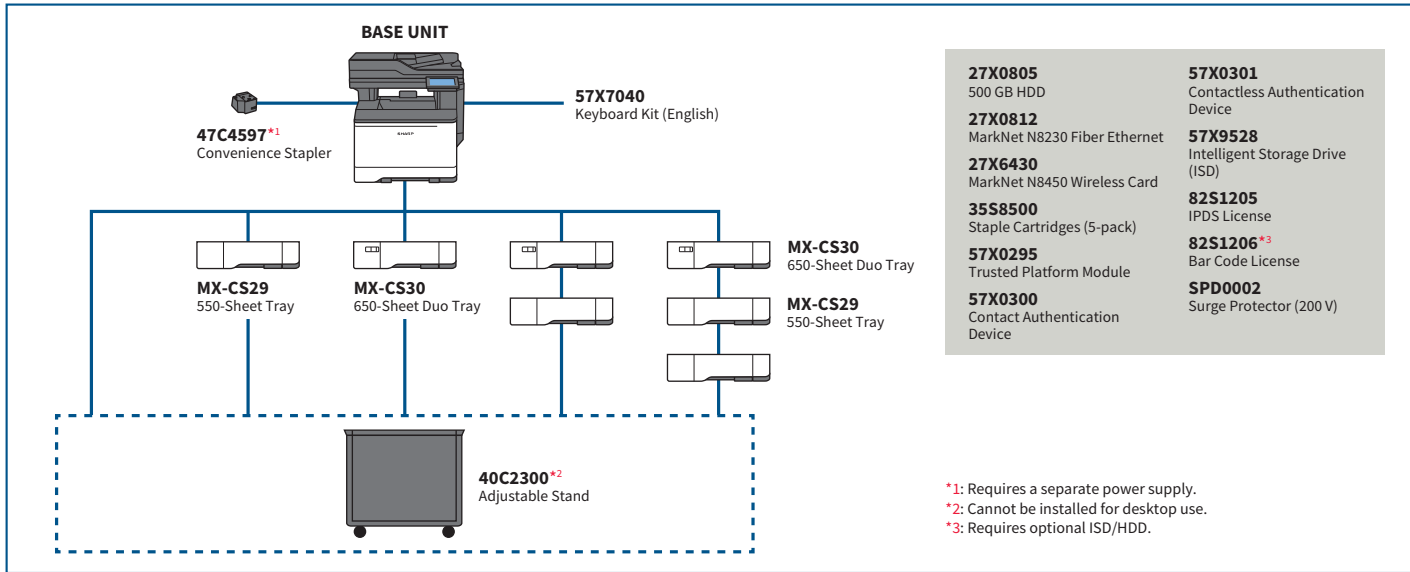 BASE UNIT
SHARP
47C4597*1
Convenience Stapler
57X7040
Keyboard Kit (English)
MX-CS29
550-Sheet Tray
MX-CS30
650-Sheet Duo Tray
MX-CS30
650-Sheet Duo Tray
MX-CS29
550-Sheet Tray
40C2300*2
Adjustable Stand
27X0805
500 GB HDD
27X0812
MarkNet N8230 Fiber Ethernet
27X6430
MarkNet N8450 Wireless Card
35S8500
Staple Cartridges (5-pack)
57X0295
Trusted Platform Module
57X0300
Contact Authentication
Device
57X0301
Contactless Authentication
Device
57X9528
Intelligent Storage Drive
(ISD)
82S1205
IPDS License
82S1206*3
Bar Code License
SPD0002
Surge Protector (200 V)
*1: Requires a separate power supply.
*2: Cannot be installed for desktop use.
*3: Requires optional ISD/HDD.